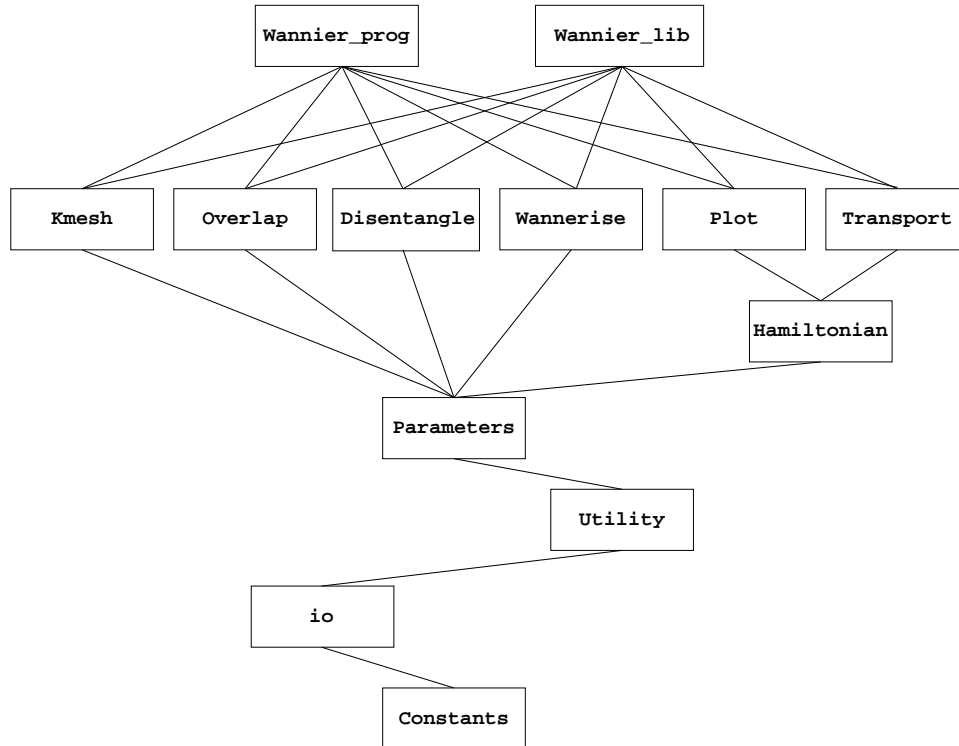 Wannier_prog
Wannier_lib
Kmesh
Overlap
Disentangle
Wannerise
Plot
Transport
Hamiltonian
Parameters
Utility
io
Constants